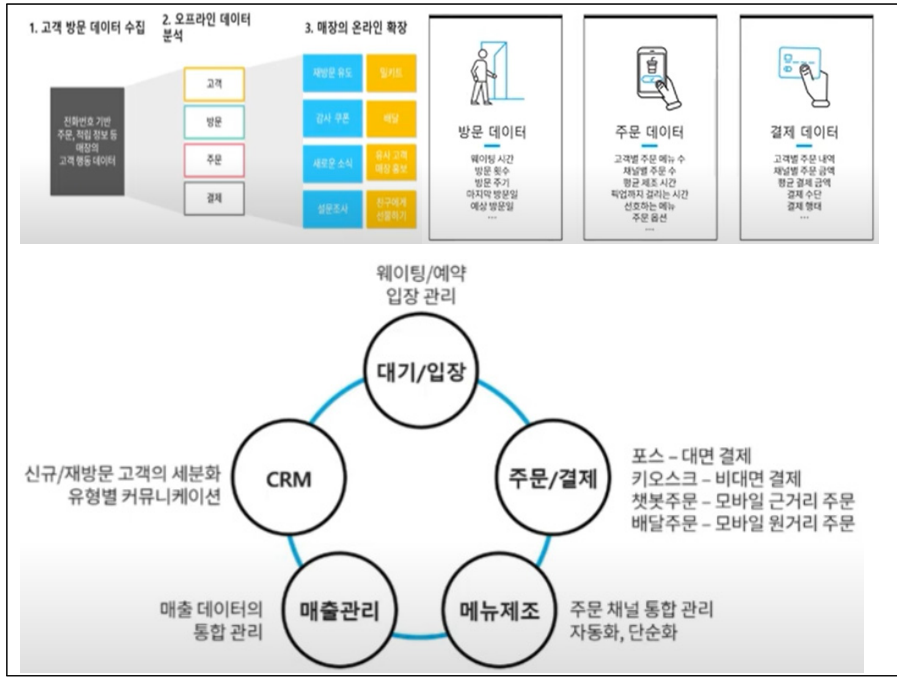 1. 고객 방문 데이터 수집
2. 오프라인 데이터
분석
3. 매장의 온라인 확장
전화번호 기반
주문, 적립 정보 등
매장의
고객 행동 데이터
고객
방문
주문
결제
재방문 유도
밀키트
감사 쿠폰
배달
새로운 소식
유사 고객
매장 홍보
설문조사
친구에게
선물하기
방문 데이터
웨이팅 시간
방문 횟수
방문 주기
마지막 방문일
예상 방문일
...
주문 데이터
고객별 주문 메뉴 수
채널별 주문 수
평균 제조 시간
픽업까지 걸리는 시간
선호하는 메뉴
주문 옵션
...
결제 데이터
고객별 주문 내역
채널별 주문 금액
평균 결제 금액
결제 수단
결제 행태
...
웨이팅/예약
입장 관리
대기/입장
CRM
신규/재방문 고객의 세분화
유형별 커뮤니케이션
주문/결제
포스 – 대면 결제
키오스크 – 비대면 결제
챗봇주문 – 모바일 근거리 주문
배달주문 – 모바일 원거리 주문
매출관리
매출 데이터의
통합 관리
메뉴제조
주문 채널 통합 관리
자동화, 단순화